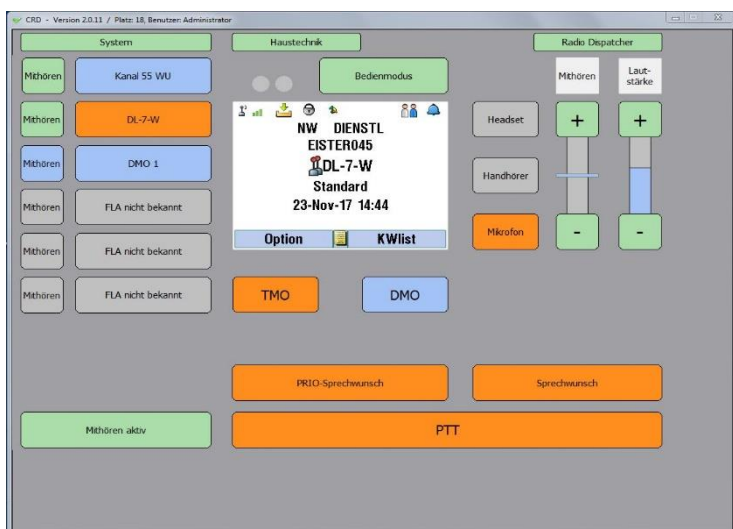 CRD - Version 2.0.11 / Platz: 18, Benutzer: Administrator
System
Haustechnik
Radio Dispatcher
Mithören
Kanal 55 WU
Bedienmodus
Mithören
Laut-
stärke
Mithören
DL-7-W
NW DIENSTL
EISTER045
DL-7-W
Standard
23-Nov-17 14:44
Option
KWlist
Headset
+
+
Mithören
DMO 1
Handhörer
Mithören
FLA nicht bekannt
Mikrofon
-
-
Mithören
FLA nicht bekannt
Mithören
FLA nicht bekannt
TMO
DMO
PRIO-Sprechwunsch
Sprechwunsch
Mithören aktiv
PTT